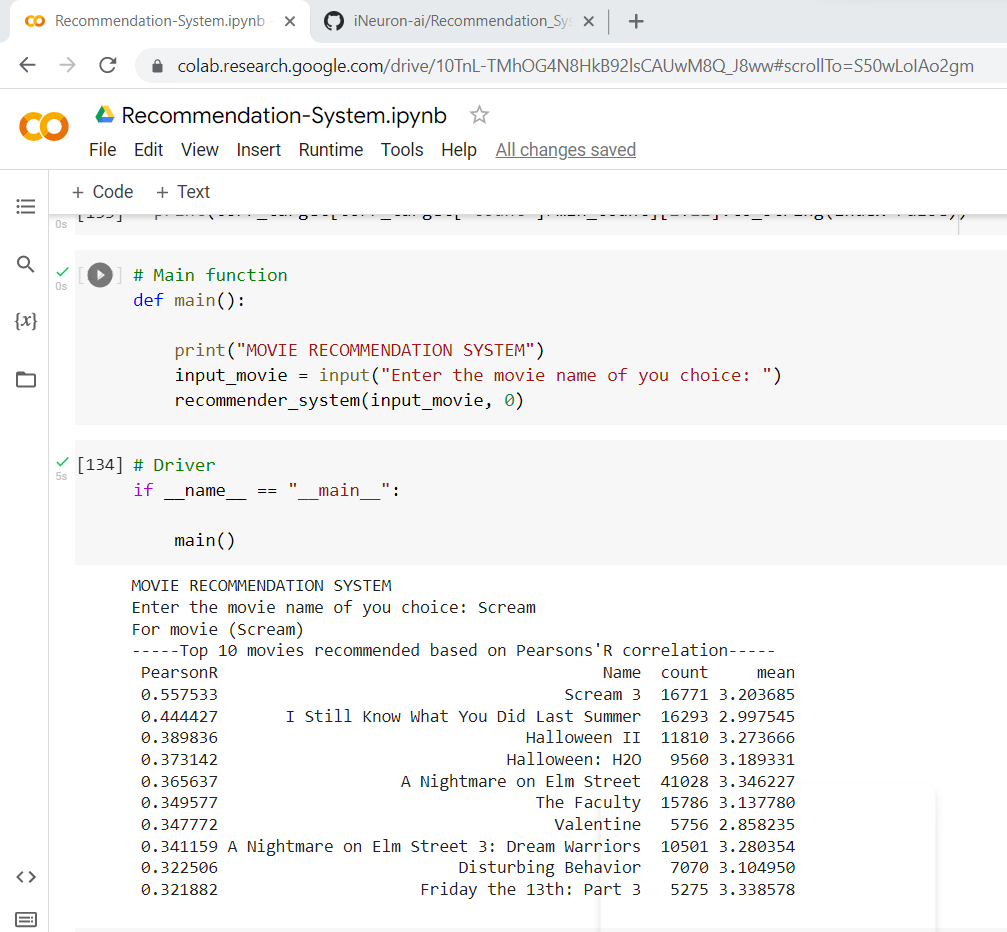 Recommendation-System.ipynb
iNeuron-ai/Recommendation_Sys
colab.research.google.com/drive/10TnL-TMhOG4N8HkB92lsCAUwM8Q_J8ww#scrollTo=S50wLoIAo2gm
Recommendation-System.ipynb
File Edit View Insert Runtime Tools Help All changes saved
+ Code + Text
0s
# Main function
0s
def main():
print("MOVIE RECOMMENDATION SYSTEM")
input_movie = input("Enter the movie name of you choice: ")
recommender_system(input_movie, 0)
[134] # Driver
5s
if __name__ == "__main__":
main()
MOVIE RECOMMENDATION SYSTEM
Enter the movie name of you choice: Scream
For movie (Scream)
-----Top 10 movies recommended based on Pearsons'R correlation-----
PearsonR Name count mean
0.557533 Scream 3 16771 3.203685
0.444427 I Still Know What You Did Last Summer 16293 2.997545
0.389836 Halloween II 11810 3.273666
0.373142 Halloween: H2O 9560 3.189331
0.365637 A Nightmare on Elm Street 41028 3.346227
0.349577 The Faculty 15786 3.137780
0.347772 Valentine 5756 2.858235
0.341159 A Nightmare on Elm Street 3: Dream Warriors 10501 3.280354
0.322506 Disturbing Behavior 7070 3.104950
0.321882 Friday the 13th: Part 3 5275 3.338578